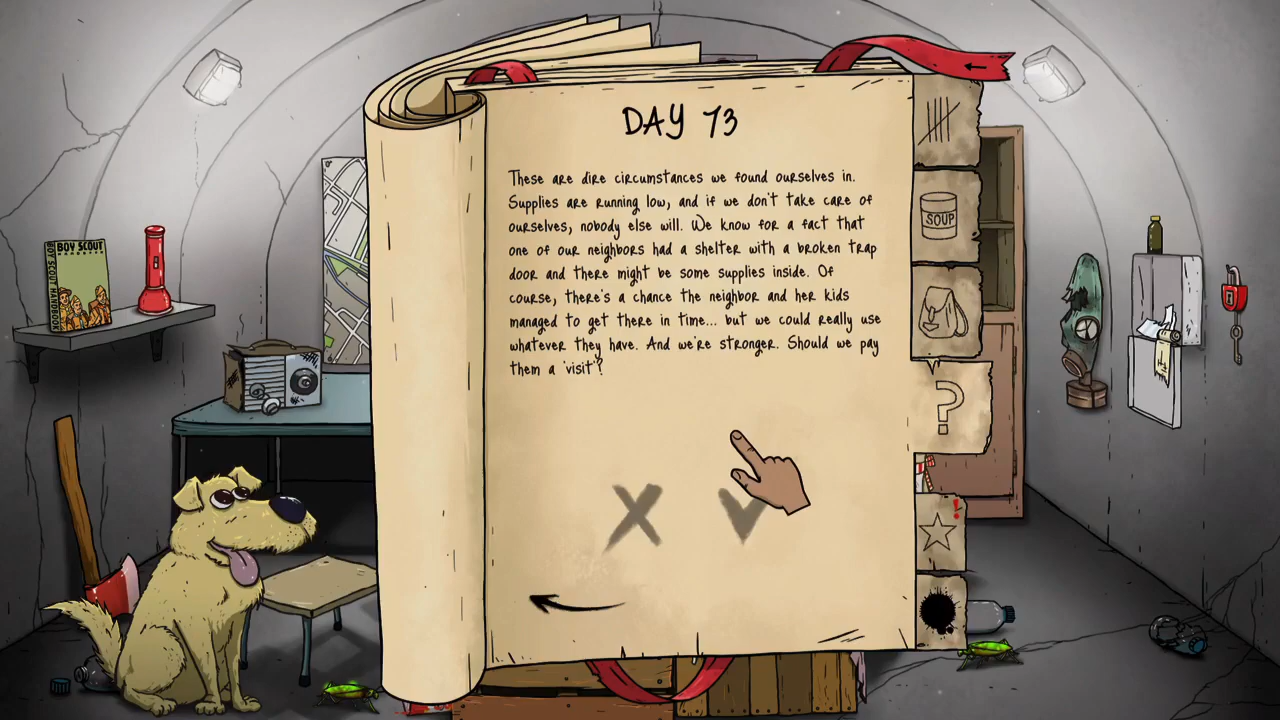 DAY 73
These are dire circumstances we found ourselves in.
Supplies are running low, and if we don't take care of
ourselves, nobody else will. We know for a fact that
one of our neighbors had a shelter with a broken trap
door and there might be some supplies inside. Of
course, there's a chance the neighbor and her kids
managed to get there in time... but we could really use
whatever they have. And we're stronger. Should we pay
them a 'visit'?
SOUP
?
!
BOY SCOUT
HANDBOOK
BOY SCOUT HANDBOOK